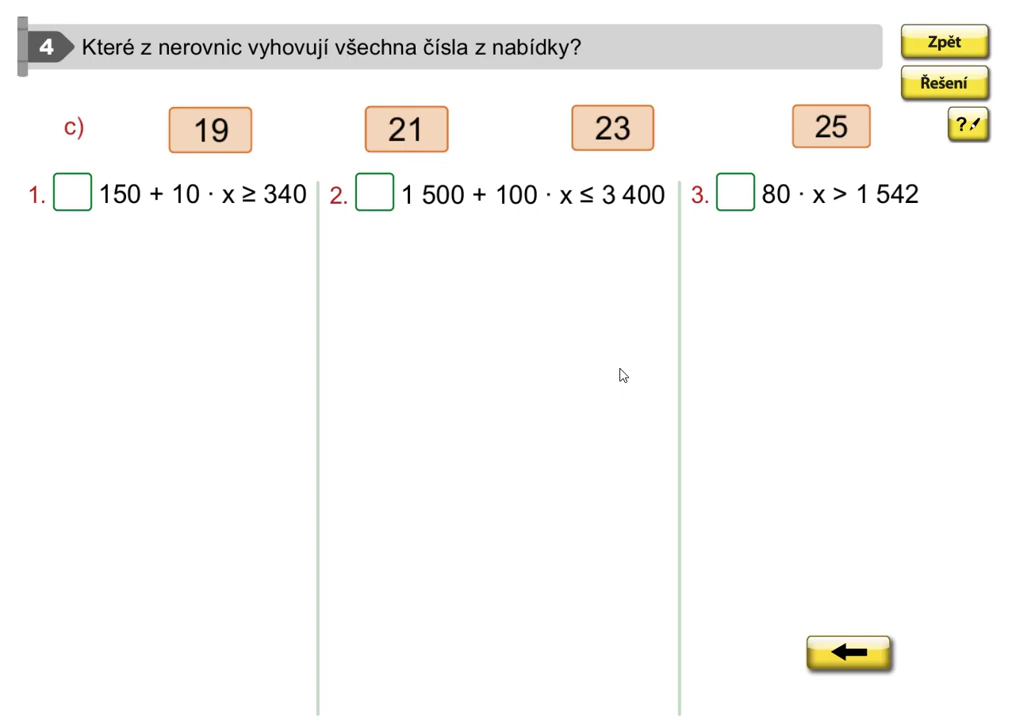 4 Které z nerovnic vyhovují všechna čísla z nabídky?
Zpět
Řešení
?
c) 19 21 23 25
1. 150 + 10 · x ≥ 340
2. 1 500 + 100 · x ≤ 3 400
3. 80 · x > 1 542